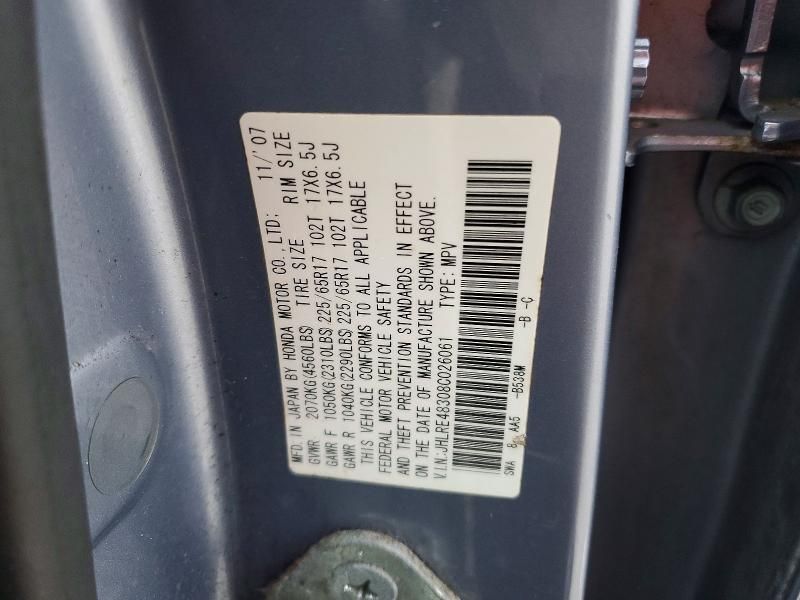 MFD. IN JAPAN BY HONDA MOTOR CO., LTD: 11/'07
GVWR 2070KG(4560LBS) TIRE SIZE RIM SIZE
GAWR F 1050KG(2310LBS) 225/65R17 102T 17X6.5J
GAWR R 1040KG(2290LBS) 225/65R17 102T 17X6.5J
THIS VEHICLE CONFORMS TO ALL APPLICABLE
FEDERAL MOTOR VEHICLE SAFETY
AND THEFT PREVENTION STANDARDS IN EFFECT
ON THE DATE OF MANUFACTURE SHOWN ABOVE.
V.I.N:JHLRE48308C026061 TYPE: MPV
SWA AA5 -B538M -B -C